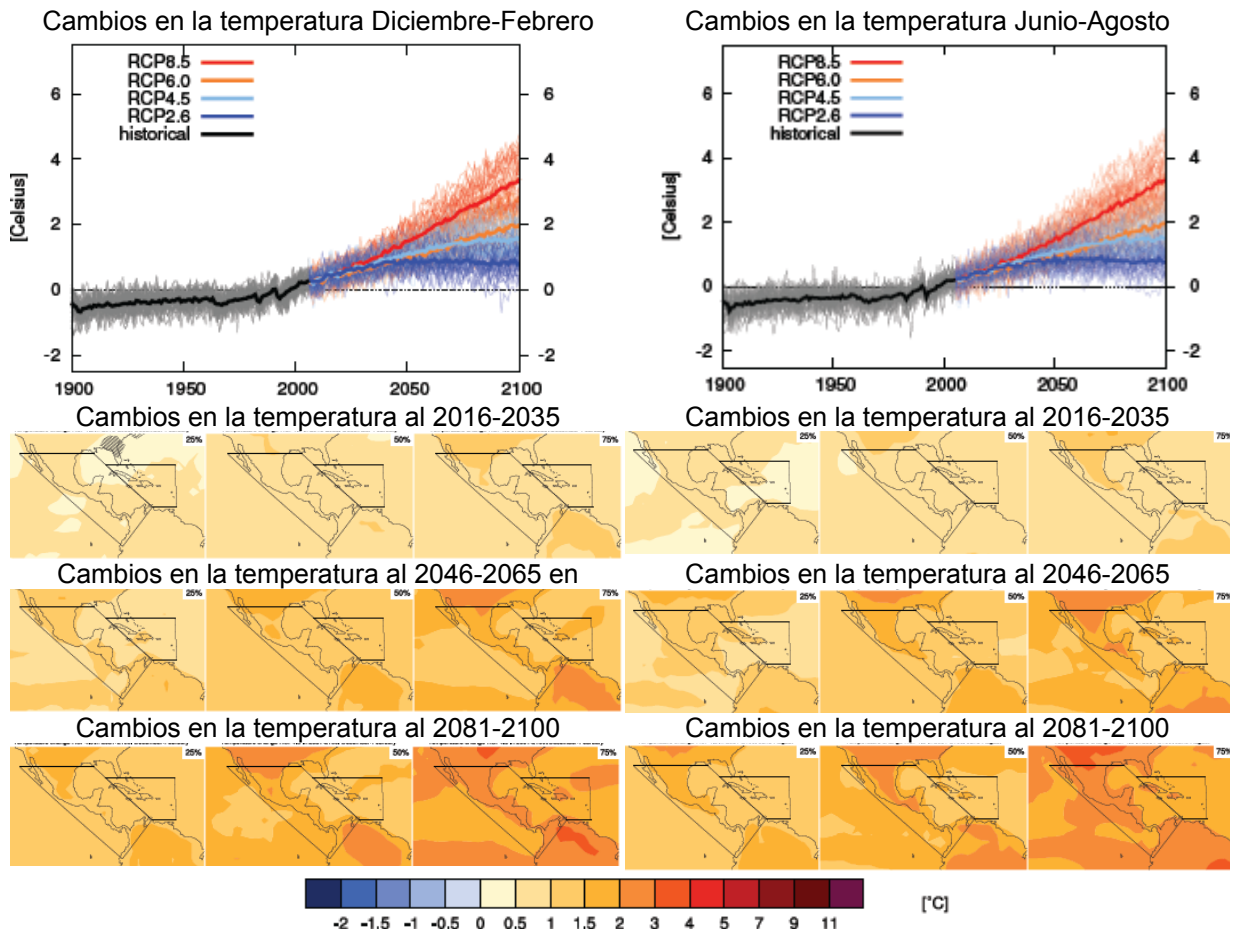 Cambios en la temperatura Diciembre-Febrero
RCP8.5
RCP6.0
RCP4.5
RCP2.6
historical
[Celsius]
6 6
4 4
2 2
0 0
-2 -2
1900 1950 2000 2050 2100
Cambios en la temperatura Junio-Agosto
RCP8.5
RCP6.0
RCP4.5
RCP2.6
historical
[Celsius]
6 6
4 4
2 2
0 0
-2 -2
1900 1950 2000 2050 2100
Cambios en la temperatura al 2016-2035
25% 50% 75%
Cambios en la temperatura al 2016-2035
25% 50% 75%
Cambios en la temperatura al 2046-2065 en
25% 50% 75%
Cambios en la temperatura al 2046-2065
25% 50% 75%
Cambios en la temperatura al 2081-2100
25% 50% 75%
Cambios en la temperatura al 2081-2100
25% 50% 75%
-2 -1.5 -1 -0.5 0 0.5 1 1.5 2 3 4 5 7 9 11
[°C]